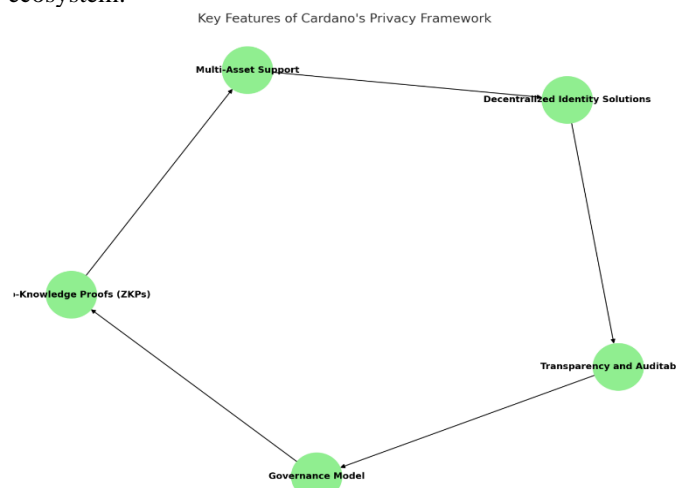 ecosystem.
Key Features of Cardano's Privacy Framework
Multi-Asset Support
Decentralized Identity Solutions
-Knowledge Proofs (ZKPs)
Transparency and Auditab
Governance Model